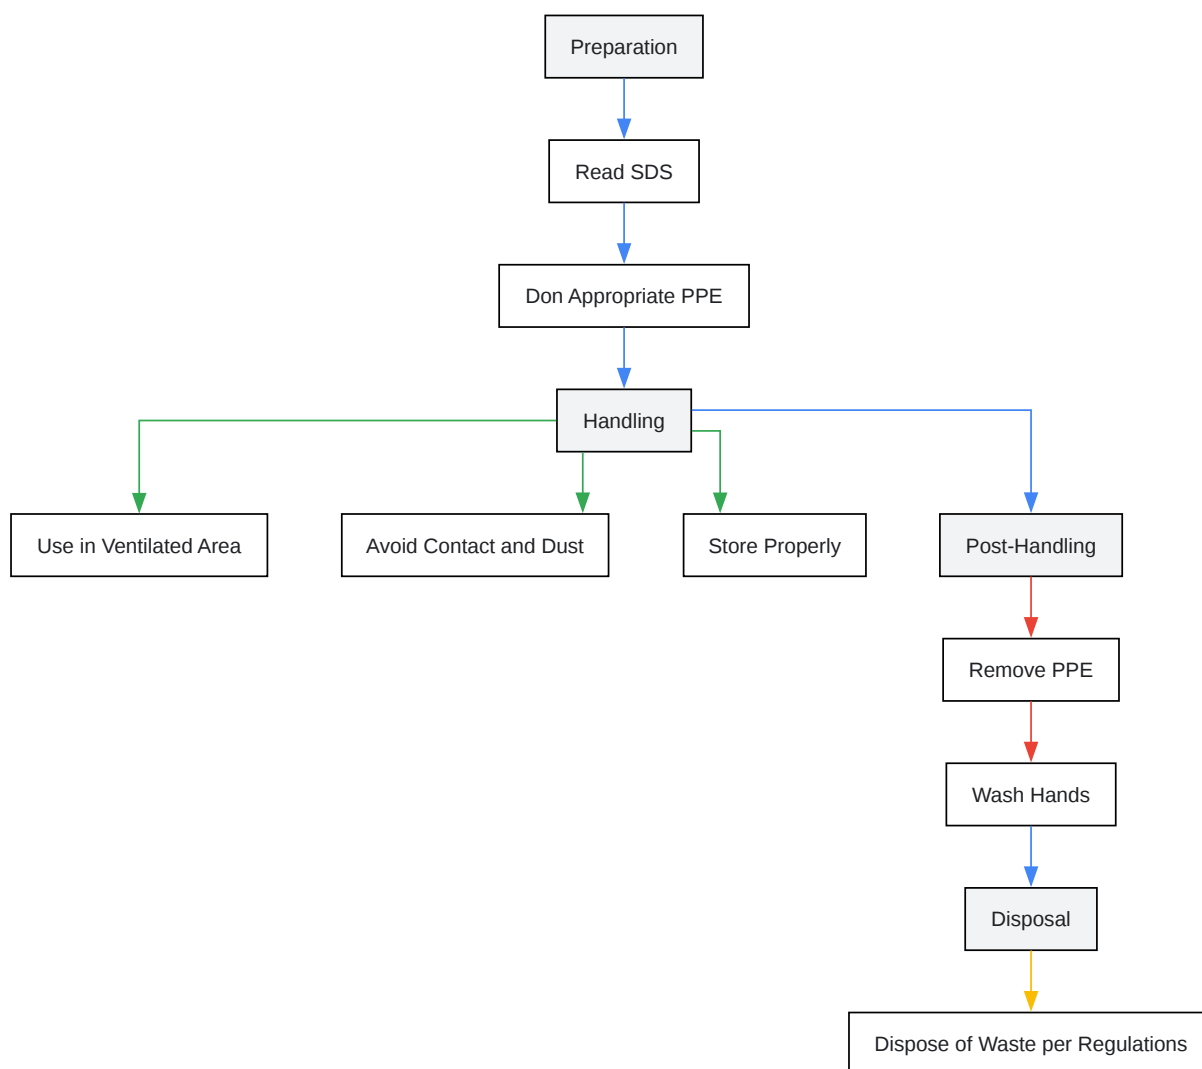 Preparation
Read SDS
Don Appropriate PPE
Handling
Use in Ventilated Area
Avoid Contact and Dust
Store Properly
Post-Handling
Remove PPE
Wash Hands
Disposal
Dispose of Waste per Regulations